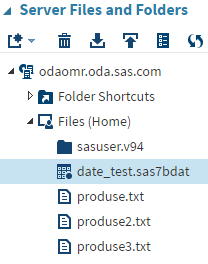 Server Files and Folders
odaomr.oda.sas.com
Folder Shortcuts
Files (Home)
sasuser.v94
date_test.sas7bdat
produse.txt
produse2.txt
produse3.txt